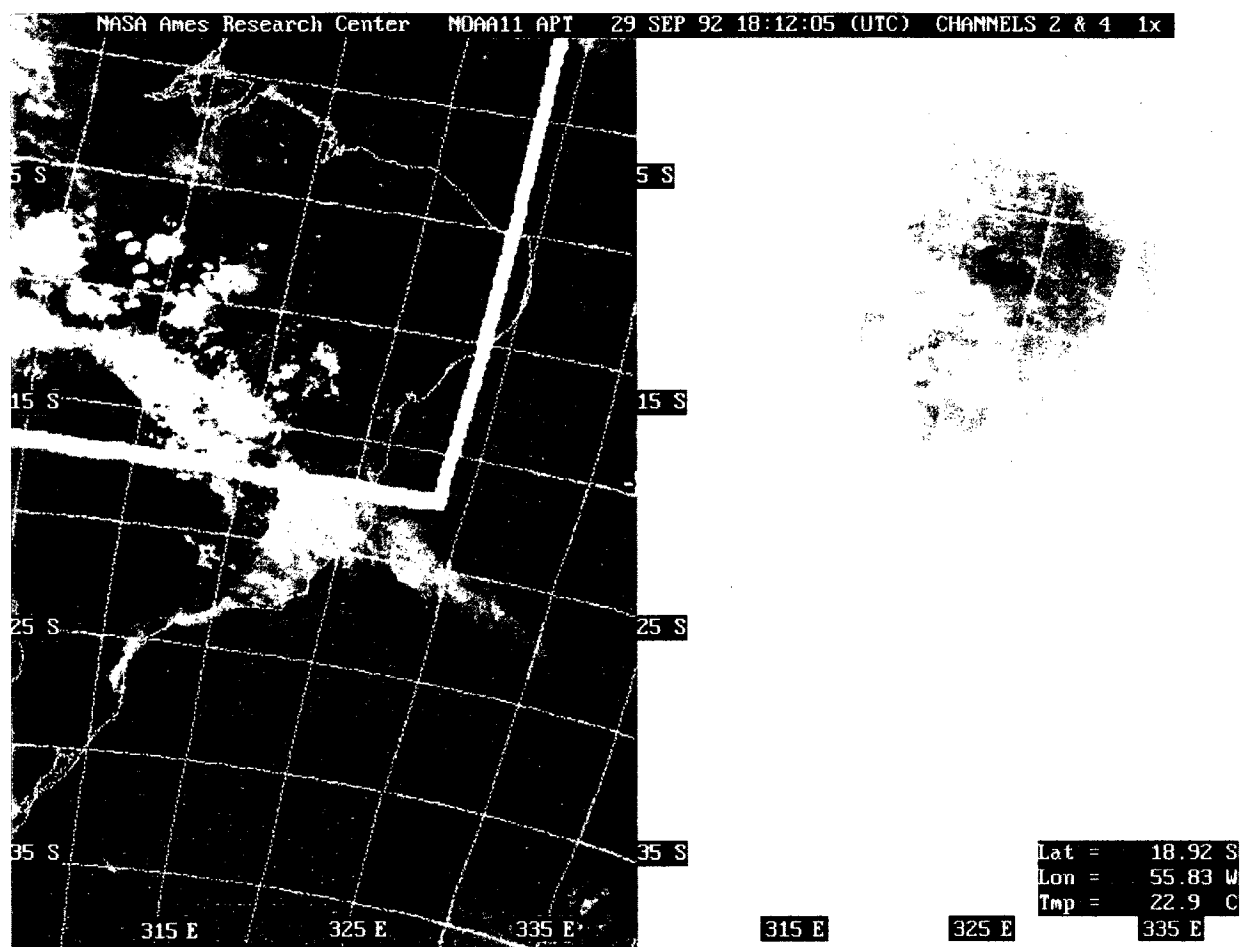 NASA Ames Research Center NOAA11 APT 29 SEP 92 18:12:05 (UTC) CHANNELS 2 & 4 1x
5 S 5 S
15 S 15 S
25 S 25 S
35 S 35 S
Lat = 18.92 S
Lon = 55.83 W
Tmp = 22.9 C
315 E 325 E 335 E 315 E 325 E 335 E